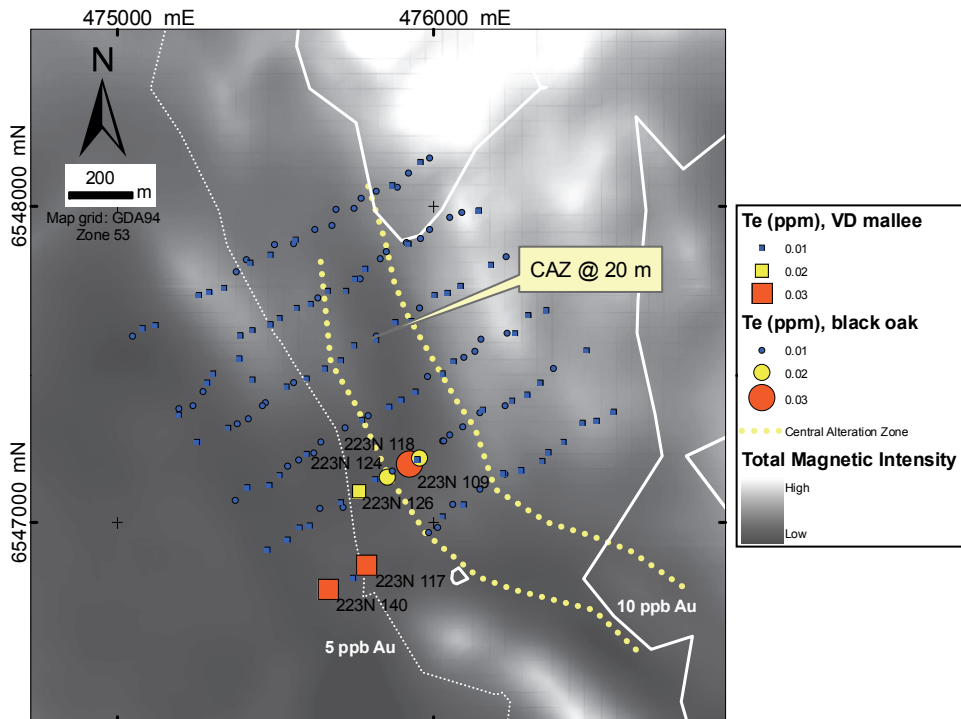 475000 mE
476000 mE
N
200
m
Map grid: GDA94
Zone 53
6548000 mN
6547000 mN
CAZ @ 20 m
223N 118
223N 124
223N 109
223N 126
223N 117
223N 140
10 ppb Au
5 ppb Au
Te (ppm), VD mallee
0.01
0.02
0.03
Te (ppm), black oak
0.01
0.02
0.03
Central Alteration Zone
Total Magnetic Intensity
High
Low